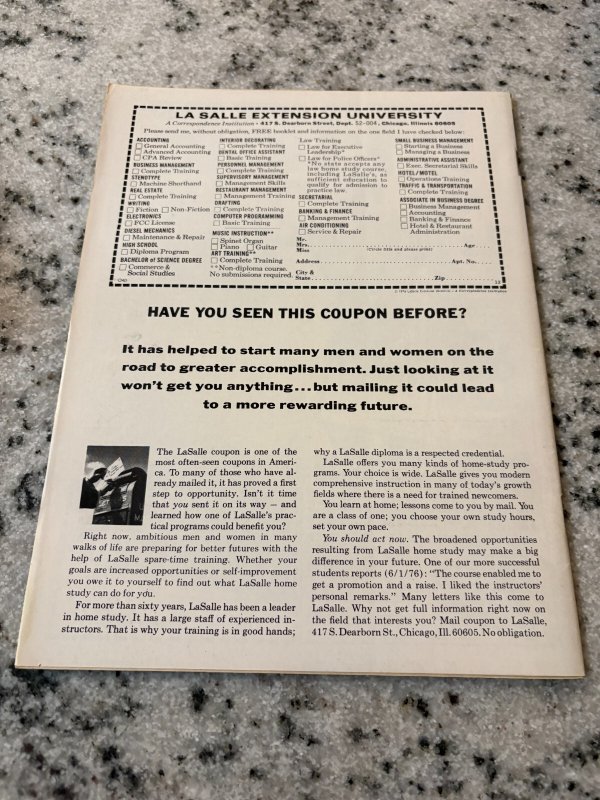 LA SALLE EXTENSION UNIVERSITY
A Correspondence Institution • 417 S. Dearborn Street, Dept. 52-004, Chicago, Illinois 60605
Please send me, without obligation, FREE booklet and information on the one field I have checked below:
ACCOUNTING
General Accounting
Advanced Accounting
CPA Review
BUSINESS MANAGEMENT
Complete Training
STENOTYPE
Machine Shorthand
REAL ESTATE
Complete Training
WRITING
Fiction Non-Fiction
ELECTRONICS
FCC License
DIESEL MECHANICS
Maintenance & Repair
HIGH SCHOOL
Diploma Program
BACHELOR of SCIENCE DEGREE
Commerce &
Social Studies
INTERIOR DECORATING
Complete Training
DENTAL OFFICE ASSISTANT
Basic Training
PERSONNEL MANAGEMENT
Complete Training
SUPERVISORY MANAGEMENT
Management Skills
RESTAURANT MANAGEMENT
Management Training
DRAFTING
Complete Training
COMPUTER PROGRAMMING
Basic Training
MUSIC INSTRUCTION**
Spinet Organ
Piano Guitar
ART TRAINING**
Complete Training
**Non-diploma course.
No submissions required.
Law Training
Law for Executive
Leadership*
Law for Police Officers*
*No state accepts any
law home study course,
including LaSalle's, as
sufficient education to
qualify for admission to
practice law.
SECRETARIAL
Complete Training
BANKING & FINANCE
Management Training
AIR CONDITIONING
Service & Repair
SMALL BUSINESS MANAGEMENT
Starting a Business
Managing a Business
ADMINISTRATIVE ASSISTANT
Exec. Secretarial Skills
HOTEL/MOTEL
Operations Training
TRAFFIC & TRANSPORTATION
Complete Training
ASSOCIATE IN BUSINESS DEGREE
Business Management
Accounting
Banking & Finance
Hotel & Restaurant
Administration
Mr.
Mrs. Age
Miss (Circle title and please print)
Address Apt. No.
City &
State Zip
HAVE YOU SEEN THIS COUPON BEFORE?
It has helped to start many men and women on the
road to greater accomplishment. Just looking at it
won't get you anything...but mailing it could lead
to a more rewarding future.
The LaSalle coupon is one of the
most often-seen coupons in Ameri-
ca. To many of those who have al-
ready mailed it, it has proved a first
step to opportunity. Isn't it time
that you sent it on its way – and
learned how one of LaSalle's prac-
tical programs could benefit you?
Right now, ambitious men and women in many
walks of life are preparing for better futures with the
help of LaSalle spare-time training. Whether your
goals are increased opportunities or self-improvement
you owe it to yourself to find out what LaSalle home
study can do for you.
For more than sixty years, LaSalle has been a leader
in home study. It has a large staff of experienced in-
structors. That is why your training is in good hands;
why a LaSalle diploma is a respected credential.
LaSalle offers you many kinds of home-study pro-
grams. Your choice is wide. LaSalle gives you modern
comprehensive instruction in many of today's growth
fields where there is a need for trained newcomers.
You learn at home; lessons come to you by mail. You
are a class of one; you choose your own study hours,
set your own pace.
You should act now. The broadened opportunities
resulting from LaSalle home study may make a big
difference in your future. One of our more successful
students reports (6/1/76): "The course enabled me to
get a promotion and a raise. I liked the instructors'
personal remarks." Many letters like this come to
LaSalle. Why not get full information right now on
the field that interests you? Mail coupon to LaSalle,
417 S. Dearborn St., Chicago, Ill. 60605. No obligation.